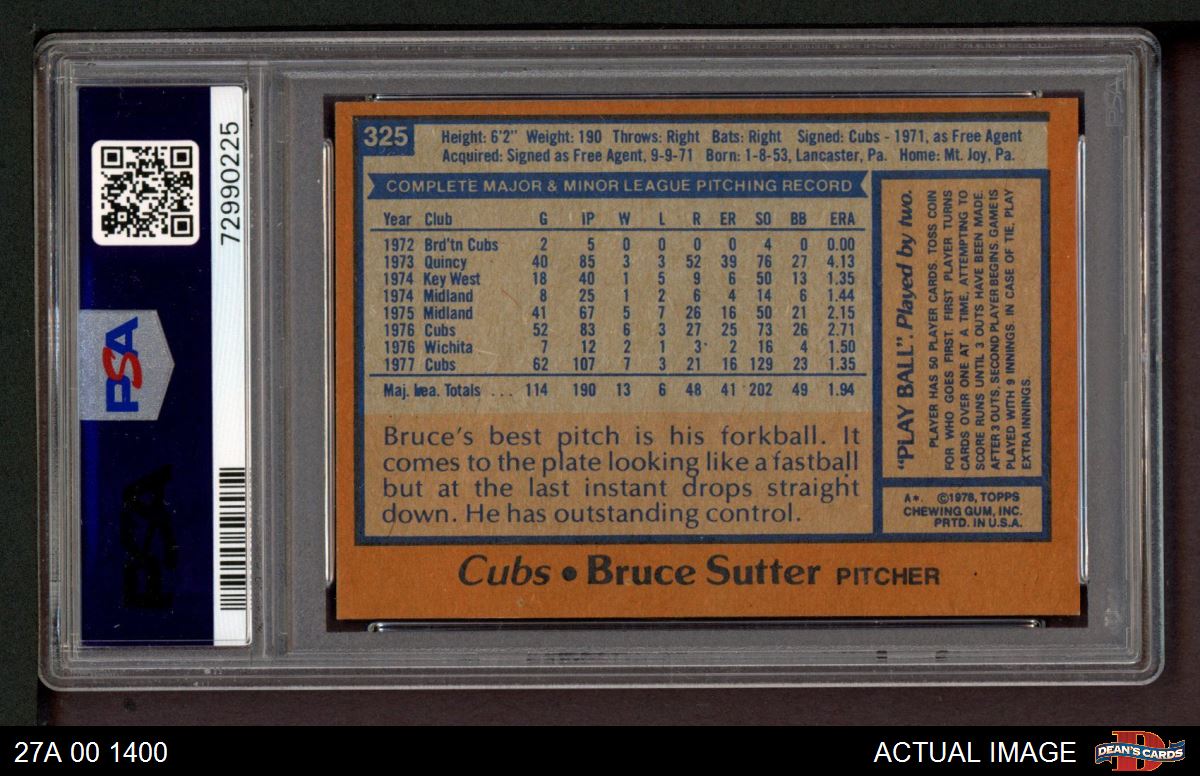 PSA
72990225
PSA
PSA
325
Height: 6'2" Weight: 190 Throws: Right Bats: Right Signed: Cubs - 1971, as Free Agent
Acquired: Signed as Free Agent, 9-9-71 Born: 1-8-53, Lancaster, Pa. Home: Mt. Joy, Pa.
COMPLETE MAJOR & MINOR LEAGUE PITCHING RECORD
Year Club G IP W L R ER SO BB ERA
1972 Brd'tn Cubs 2 5 0 0 0 0 4 0 0.00
1973 Quincy 40 85 3 3 52 39 76 27 4.13
1974 Key West 18 40 1 5 9 6 50 13 1.35
1974 Midland 8 25 1 2 6 4 14 6 1.44
1975 Midland 41 67 5 7 26 16 50 21 2.15
1976 Cubs 52 83 6 3 27 25 73 26 2.71
1976 Wichita 7 12 2 1 3 2 16 4 1.50
1977 Cubs 62 107 7 3 21 16 129 23 1.35
Maj. Lea. Totals . . . 114 190 13 6 48 41 202 49 1.94
Bruce's best pitch is his forkball. It
comes to the plate looking like a fastball
but at the last instant drops straight
down. He has outstanding control.
"PLAY BALL". Played by two.
PLAYER HAS 50 PLAYER CARDS. TOSS COIN
FOR WHO GOES FIRST. FIRST PLAYER TURNS
CARDS OVER ONE AT A TIME, ATTEMPTING TO
SCORE RUNS UNTIL 3 OUTS HAVE BEEN MADE.
AFTER 3 OUTS, SECOND PLAYER BEGINS. GAME IS
PLAYED WITH 9 INNINGS. IN CASE OF TIE, PLAY
EXTRA INNINGS.
A*. ©1978, TOPPS
CHEWING GUM, INC.
PRTD. IN U.S.A.
Cubs • Bruce Sutter PITCHER
27A 00 1400
ACTUAL IMAGE
DEAN'S CARDS